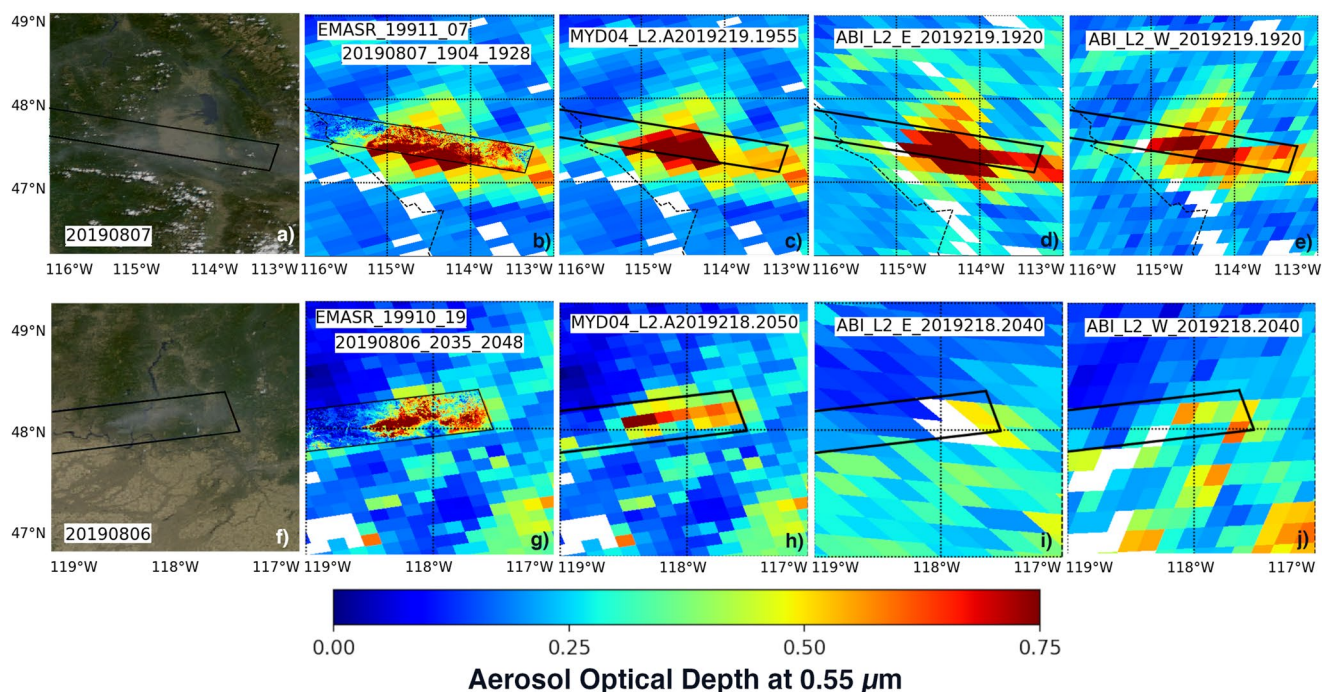 49°N
48°N
47°N
EMASR_19911_07
20190807_1904_1928
MYD04_L2.A2019219.1955
ABI_L2_E_2019219.1920
ABI_L2_W_2019219.1920
20190807
a)
b)
c)
d)
e)
116°W 115°W 114°W 113°W
116°W 115°W 114°W 113°W
116°W 115°W 114°W 113°W
116°W 115°W 114°W 113°W
116°W 115°W 114°W 113°W
49°N
48°N
47°N
EMASR_19910_19
20190806_2035_2048
MYD04_L2.A2019218.2050
ABI_L2_E_2019218.2040
ABI_L2_W_2019218.2040
20190806
f)
g)
h)
i)
j)
119°W 118°W 117°W
119°W 118°W 117°W
119°W 118°W 117°W
119°W 118°W 117°W
119°W 118°W 117°W
0.00 0.25 0.50 0.75
Aerosol Optical Depth at 0.55 µm